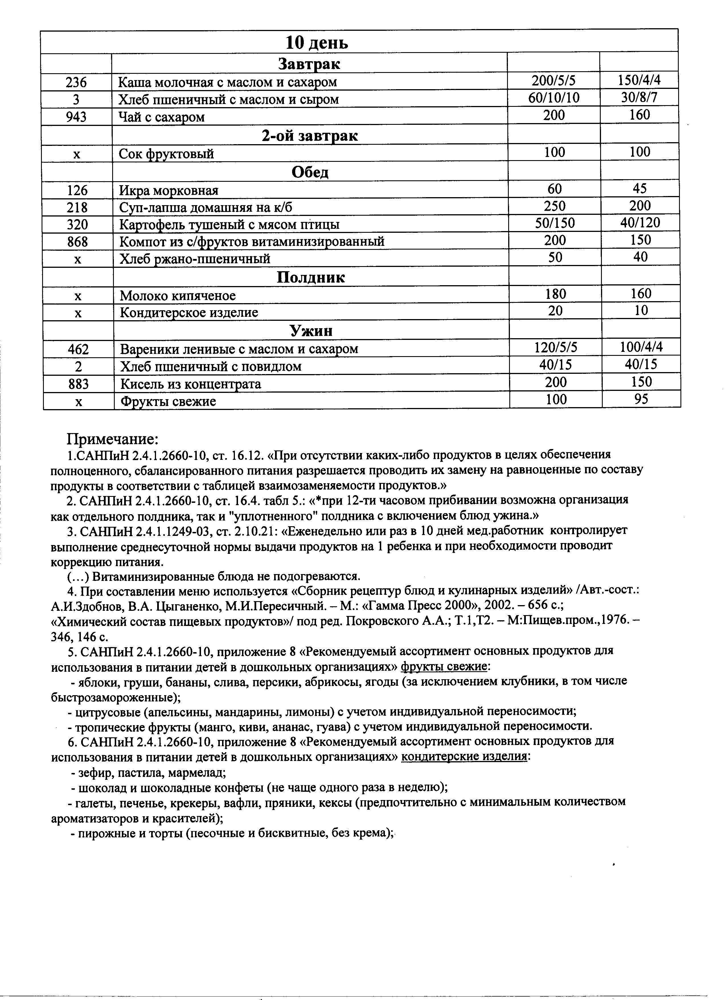 10 день
Завтрак
236 Каша молочная с маслом и сахаром 200/5/5 150/4/4
3 Хлеб пшеничный с маслом и сыром 60/10/10 30/8/7
943 Чай с сахаром 200 160
2-ой завтрак
х Сок фруктовый 100 100
Обед
126 Икра морковная 60 45
218 Суп-лапша домашняя на к/б 250 200
320 Картофель тушеный с мясом птицы 50/150 40/120
868 Компот из с/фруктов витаминизированный 200 150
х Хлеб ржано-пшеничный 50 40
Полдник
х Молоко кипяченое 180 160
х Кондитерское изделие 20 10
Ужин
462 Вареники ленивые с маслом и сахаром 120/5/5 100/4/4
2 Хлеб пшеничный с повидлом 40/15 40/15
883 Кисель из концентрата 200 150
х Фрукты свежие 100 95
Примечание:
1.САНПиН 2.4.1.2660-10, ст. 16.12. «При отсутствии каких-либо продуктов в целях обеспечения
полноценного, сбалансированного питания разрешается проводить их замену на равноценные по составу
продукты в соответствии с таблицей взаимозаменяемости продуктов.»
2. САНПиН 2.4.1.2660-10, ст. 16.4. табл 5.: «*при 12-ти часовом прибивании возможна организация
как отдельного полдника, так и "уплотненного" полдника с включением блюд ужина.»
3. САНПиН 2.4.1.1249-03, ст. 2.10.21: «Еженедельно или раз в 10 дней мед.работник контролирует
выполнение среднесуточной нормы выдачи продуктов на 1 ребенка и при необходимости проводит
коррекцию питания.
(…) Витаминизированные блюда не подогреваются.
4. При составлении меню используется «Сборник рецептур блюд и кулинарных изделий» /Авт.-сост.:
А.И.Здобнов, В.А. Цыганенко, М.И.Пересичный. – М.: «Гамма Пресс 2000», 2002. – 656 с.;
«Химический состав пищевых продуктов»/ под ред. Покровского А.А.; Т.1,Т2. – М:Пищев.пром.,1976. –
346, 146 с.
5. САНПиН 2.4.1.2660-10, приложение 8 «Рекомендуемый ассортимент основных продуктов для
использования в питании детей в дошкольных организациях» фрукты свежие:
- яблоки, груши, бананы, слива, персики, абрикосы, ягоды (за исключением клубники, в том числе
быстрозамороженные);
- цитрусовые (апельсины, мандарины, лимоны) с учетом индивидуальной переносимости;
- тропические фрукты (манго, киви, ананас, гуава) с учетом индивидуальной переносимости.
6. САНПиН 2.4.1.2660-10, приложение 8 «Рекомендуемый ассортимент основных продуктов для
использования в питании детей в дошкольных организациях» кондитерские изделия:
- зефир, пастила, мармелад;
- шоколад и шоколадные конфеты (не чаще одного раза в неделю);
- галеты, печенье, крекеры, вафли, пряники, кексы (предпочтительно с минимальным количеством
ароматизаторов и красителей);
- пирожные и торты (песочные и бисквитные, без крема);